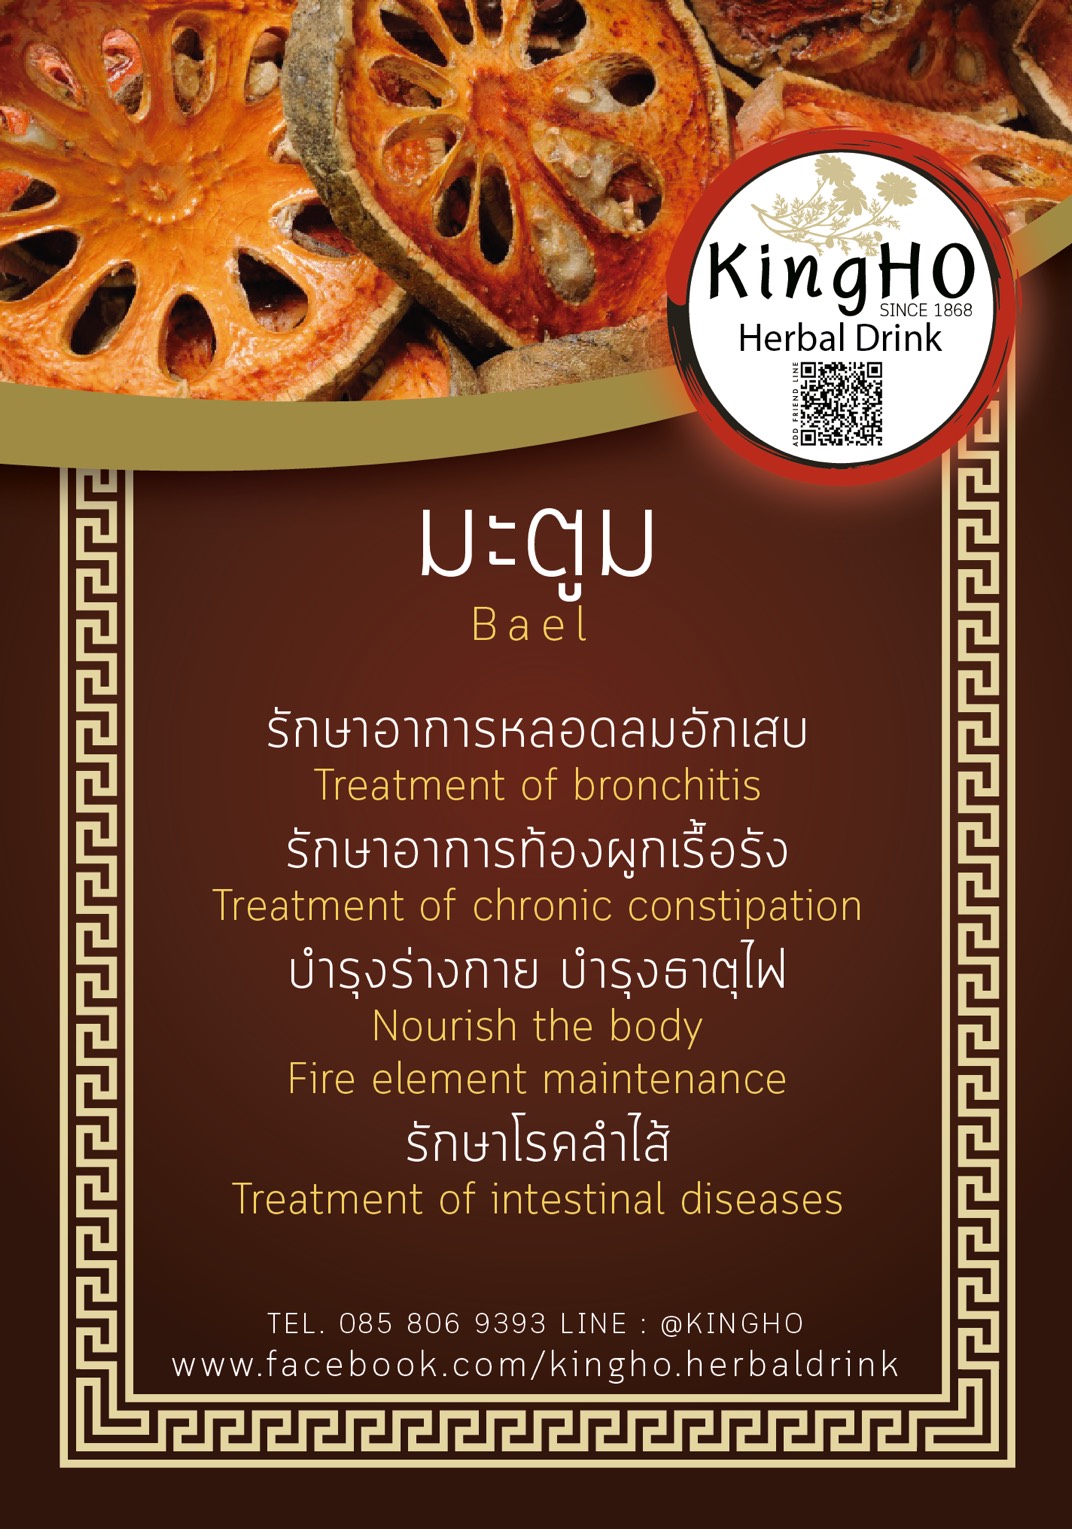 KingHO
SINCE 1868
Herbal Drink
ADD FRIEND LINE
มะตูม
Bael
รักษาอาการหลอดลมอักเสบ
Treatment of bronchitis
รักษาอาการท้องผูกเรื้อรัง
Treatment of chronic constipation
บำรุงร่างกาย บำรุงธาตุไฟ
Nourish the body
Fire element maintenance
รักษาโรคลำไส้
Treatment of intestinal diseases
TEL. 085 806 9393 LINE : @KINGHO
www.facebook.com/kingho.herbaldrink